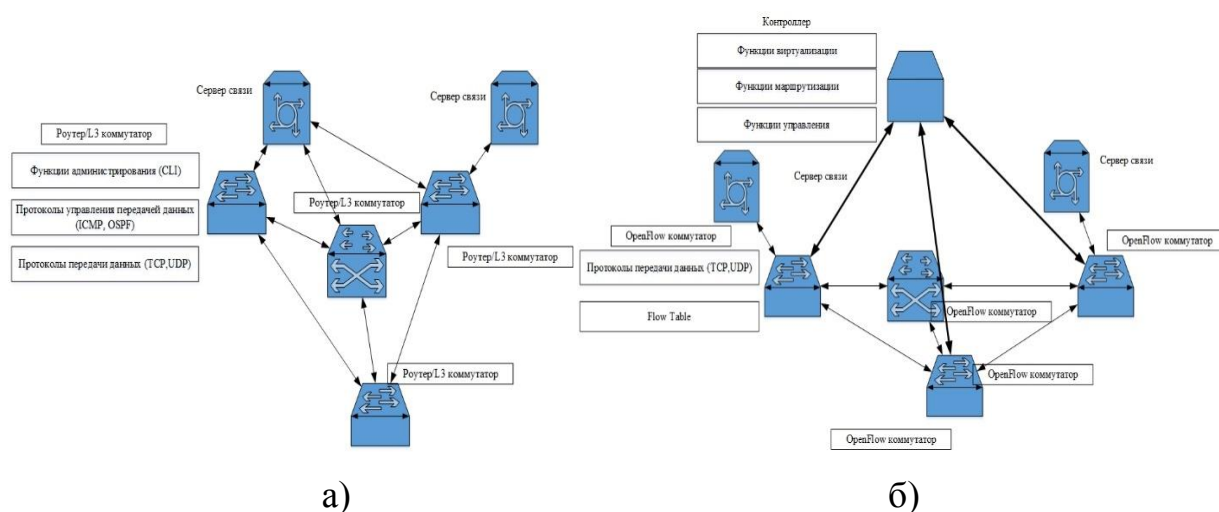 Сервер связи
Сервер связи
Роутер/L3 коммутатор
Функции администрирования (CLI)
Роутер/L3 коммутатор
Протоколы управления передачей данных
(ICMP, OSPF)
Роутер/L3 коммутатор
Протоколы передачи данных (TCP,UDP)
Роутер/L3 коммутатор
а)
Контроллер
Функции виртуализации
Функции маршрутизации
Функции управления
Сервер связи
Сервер связи
OpenFlow коммутатор
OpenFlow коммутатор
Протоколы передачи данных (TCP,UDP)
Flow Table
OpenFlow коммутатор
OpenFlow коммутатор
OpenFlow коммутатор
б)